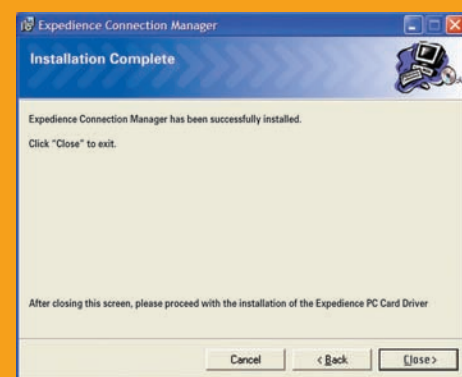 Expedience Connection Manager
Installation Complete
Expedience Connection Manager has been successfully installed.
Click "Close" to exit.
After closing this screen, please proceed with the installation of the Expedience PC Card Driver
Cancel
< Back
Close >